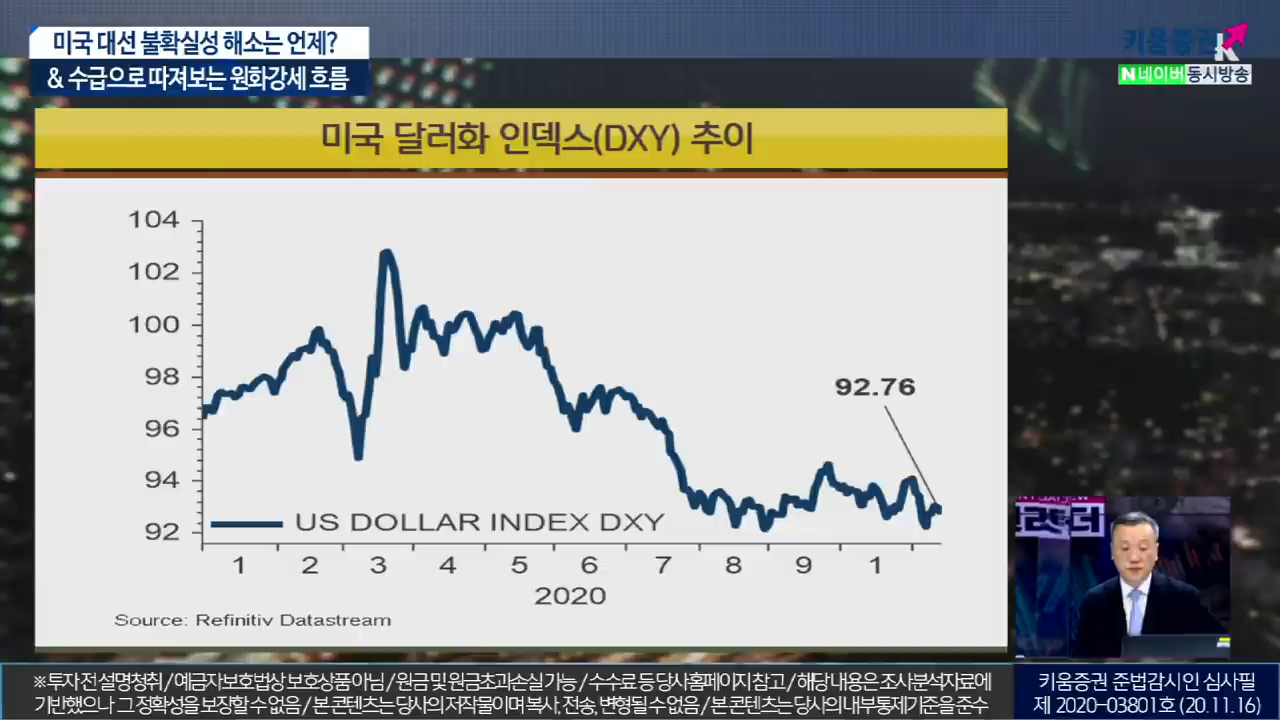 미국 대선 불확실성 해소는 언제?
& 수급으로 따져보는 원화강세 흐름
키움증권
N 네이버 동시방송
미국 달러화 인덱스(DXY) 추이
104
102
100
98
96
94
92
92.76
US DOLLAR INDEX DXY
1 2 3 4 5 6 7 8 9 1
2020
Source: Refinitiv Datastream
※투자 전 설명청취 / 예금자보호법상 보호상품 아님 / 원금 및 원금초과손실 가능 / 수수료 등 당사홈페이지 참고 / 해당 내용은 조사분석자료에
기반했으나 그 정확성을 보장할 수 없음 / 본 콘텐츠는 당사의 저작물이며 복사, 전송, 변형될 수 없음 / 본 콘텐츠는 당사의 내부통제기준을 준수
키움증권 준법감시인 심사필
제 2020-03801호 (20.11.16)